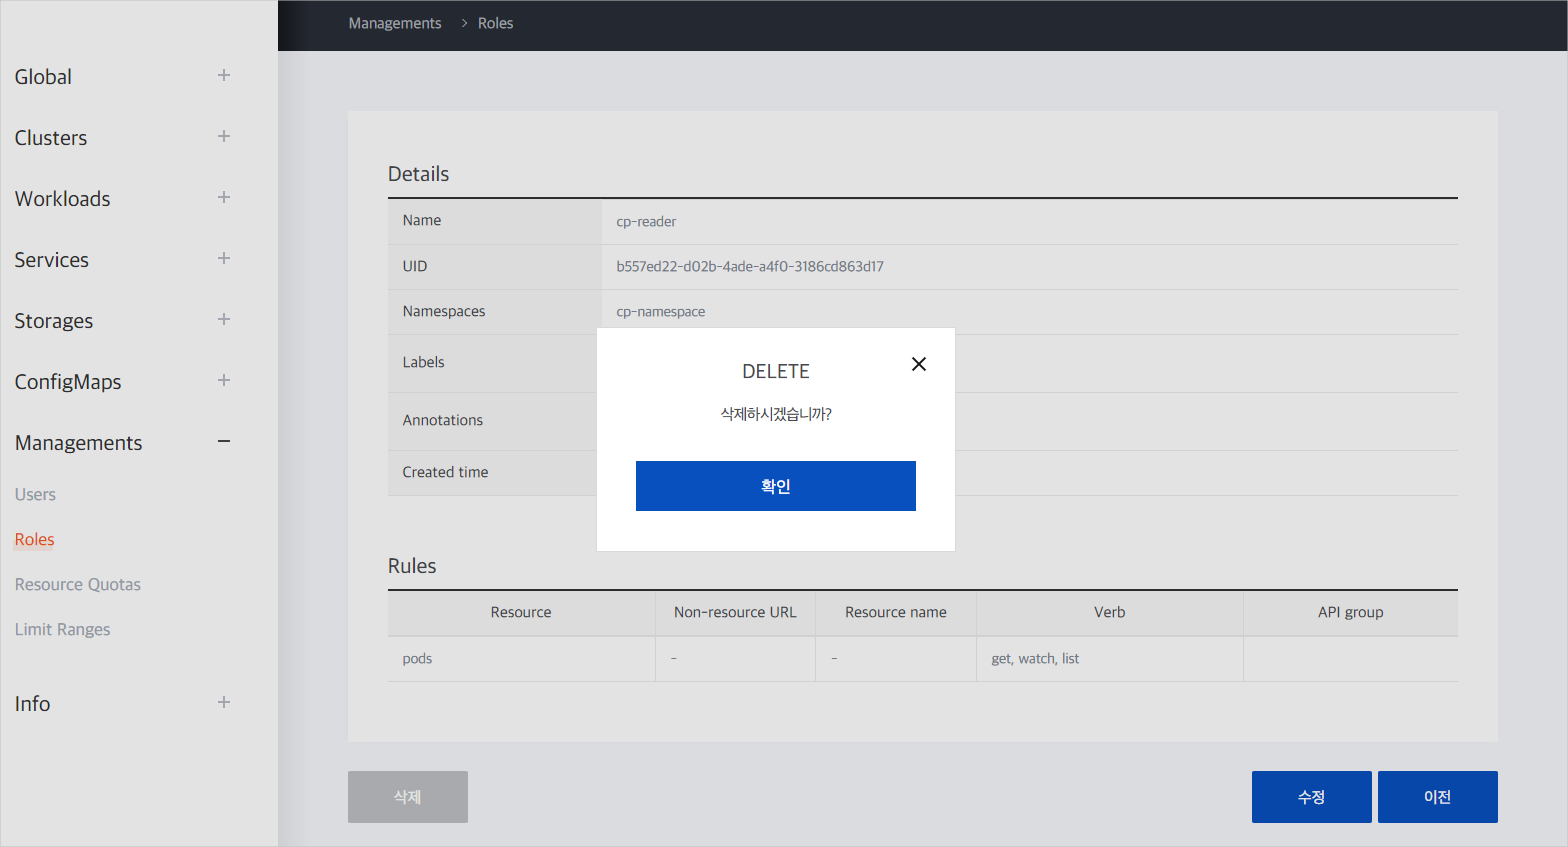 Managements > Roles
Global
Clusters
Workloads
Services
Storages
ConfigMaps
Managements
Users
Roles
Resource Quotas
Limit Ranges
Info
Details
Name cp-reader
UID b557ed22-d02b-4ade-a4f0-3186cd863d17
Namespaces cp-namespace
Labels
Annotations
Created time
DELETE
삭제하시겠습니까?
확인
Rules
Resource Non-resource URL Resource name Verb API group
pods - - get, watch, list
삭제 수정 이전